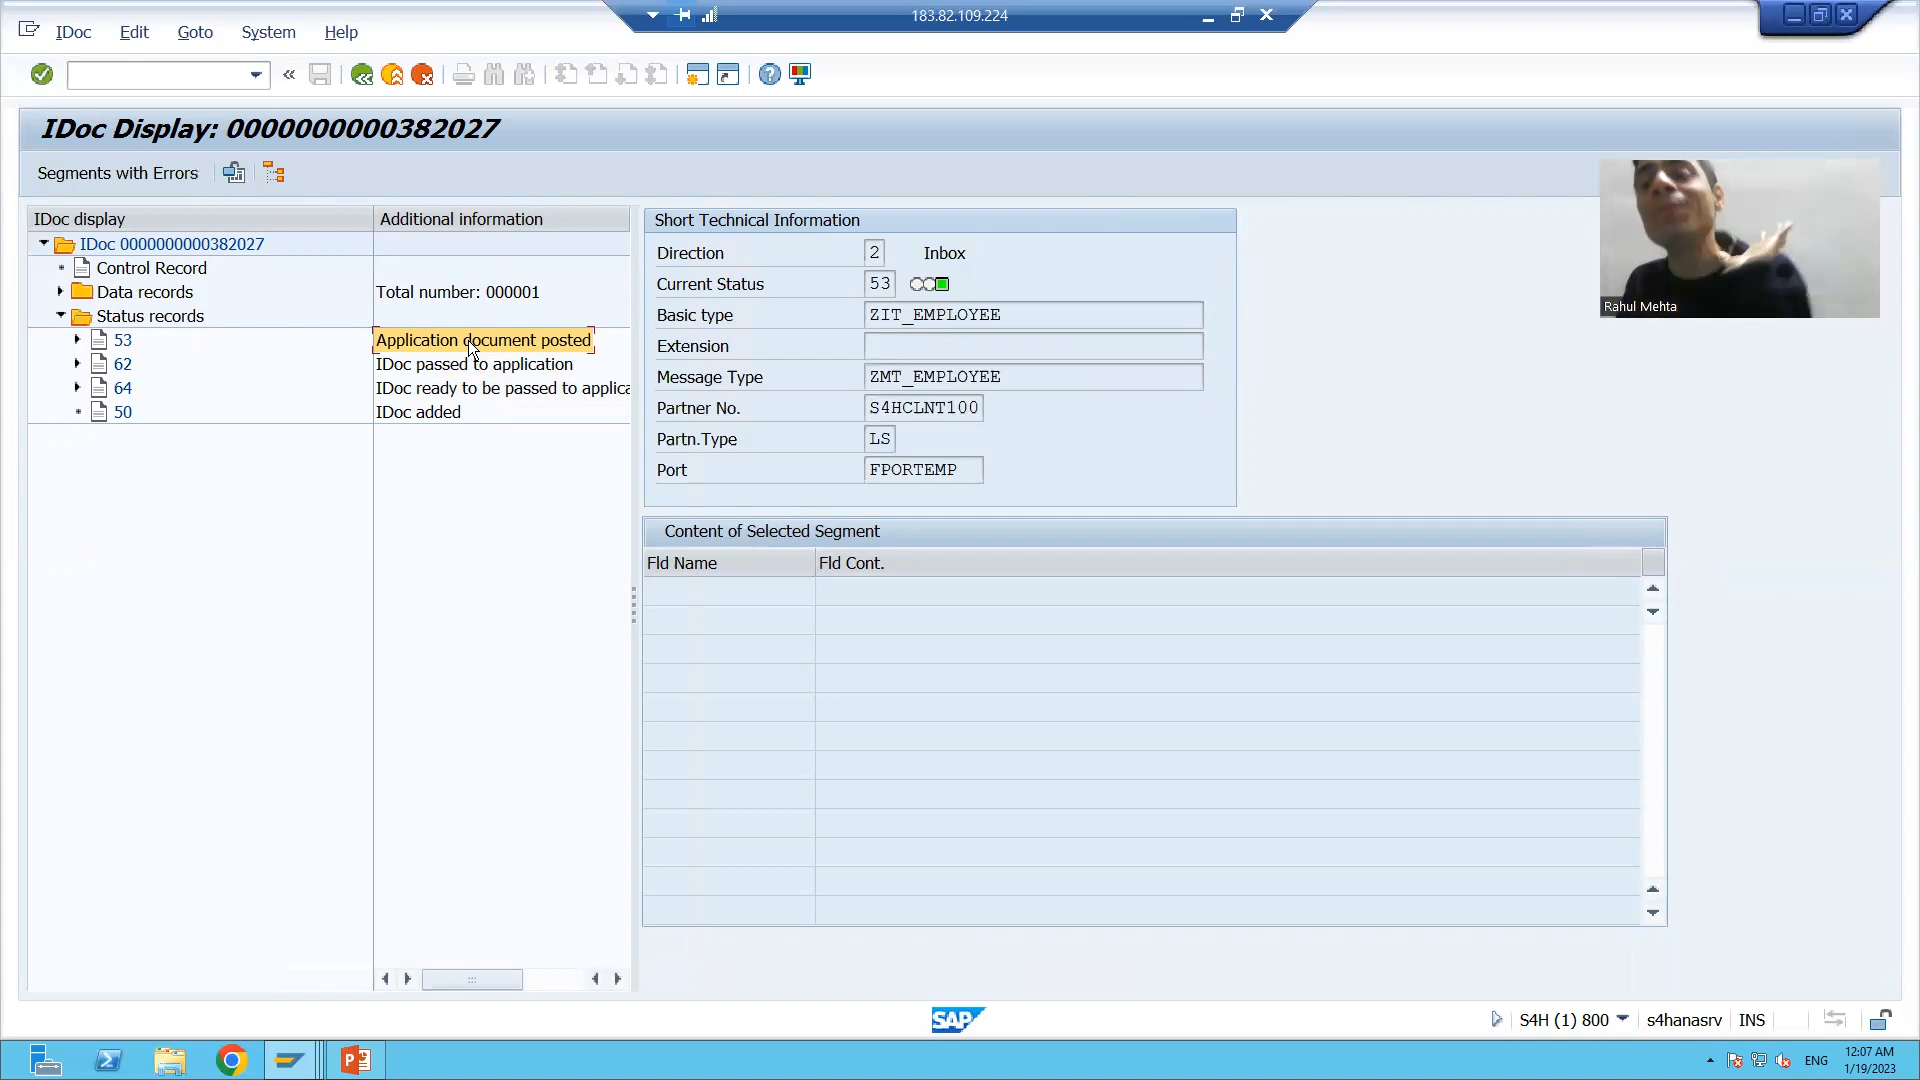 183.82.109.224
IDoc Edit Goto System Help
IDoc Display: 0000000000382027
Segments with Errors
IDoc display Additional information
IDoc 0000000000382027
Control Record
Data records Total number: 000001
Status records
53 Application document posted
62 IDoc passed to application
64 IDoc ready to be passed to applica
50 IDoc added
Short Technical Information
Direction 2 Inbox
Current Status 53
Basic type ZIT_EMPLOYEE
Extension
Message Type ZMT_EMPLOYEE
Partner No. S4HCLNT100
Partn.Type LS
Port FPORTEMP
Content of Selected Segment
Fld Name Fld Cont.
Rahul Mehta
SAP
S4H (1) 800 s4hanasrv INS
ENG
12:07 AM
1/19/2023